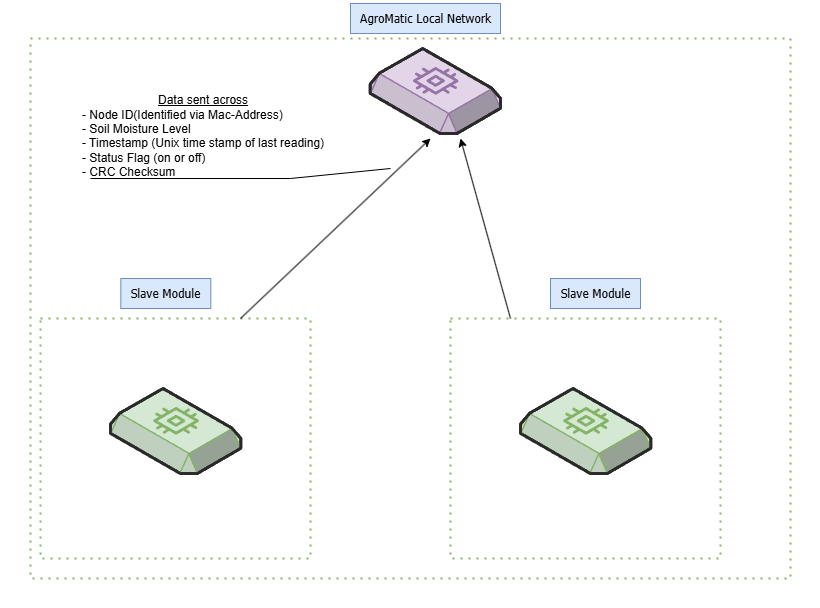 AgroMatic Local Network
Data sent across
- Node ID(Identified via Mac-Address)
- Soil Moisture Level
- Timestamp (Unix time stamp of last reading)
- Status Flag (on or off)
- CRC Checksum
Slave Module
Slave Module